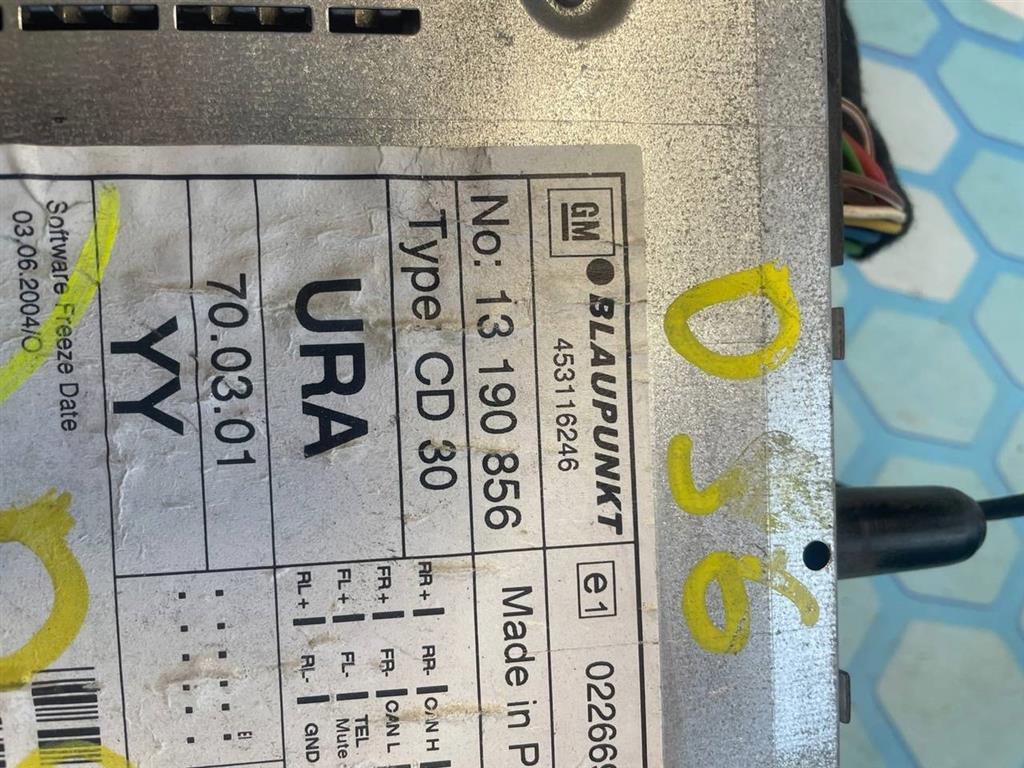 GM BLAUPUNKT
453116246
No: 13 190 856
Type CD 30
URA
70.03.01
YY
Software Freeze Date
03.06.2004/O
e1 02266
Made in P
RR+ RR- CAN H
FR+ FR- CAN L
FL+ FL- TEL Mute
RL+ RL- GND